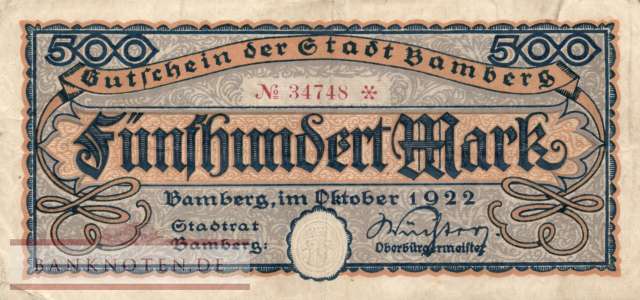 500 500
Gutschein der Stadt Bamberg
№ 34748 *
Fünfhundert Mark
Bamberg, im Oktober 1922
Stadtrat
Bamberg:
Oberbürgermeister
BANKNOTEN.DE